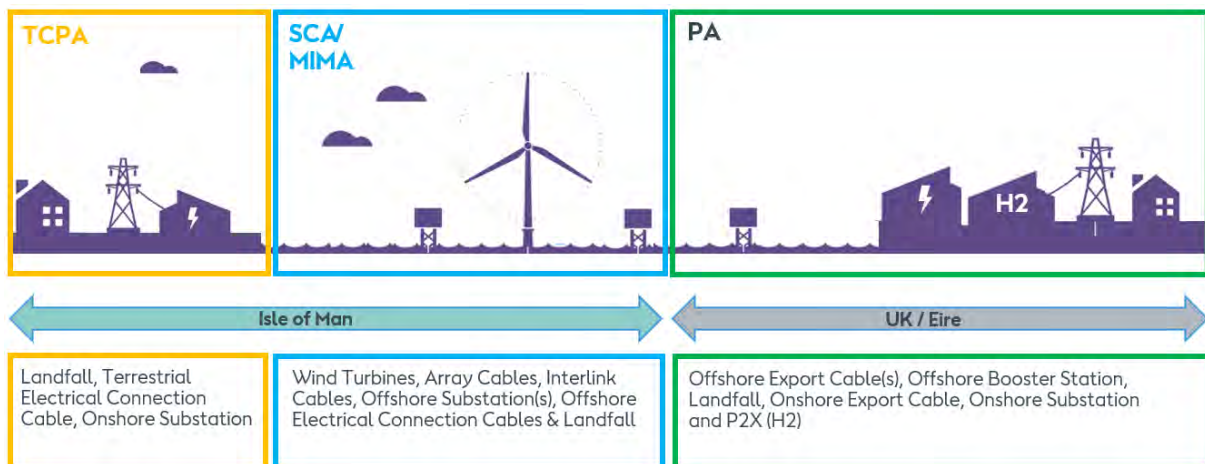 TCPA
SCA/
MIMA
PA
H2
Isle of Man
UK / Eire
Landfall, Terrestrial
Electrical Connection
Cable, Onshore Substation
Wind Turbines, Array Cables, Interlink
Cables, Offshore Substation(s), Offshore
Electrical Connection Cables & Landfall
Offshore Export Cable(s), Offshore Booster Station,
Landfall, Onshore Export Cable, Onshore Substation
and P2X (H2)